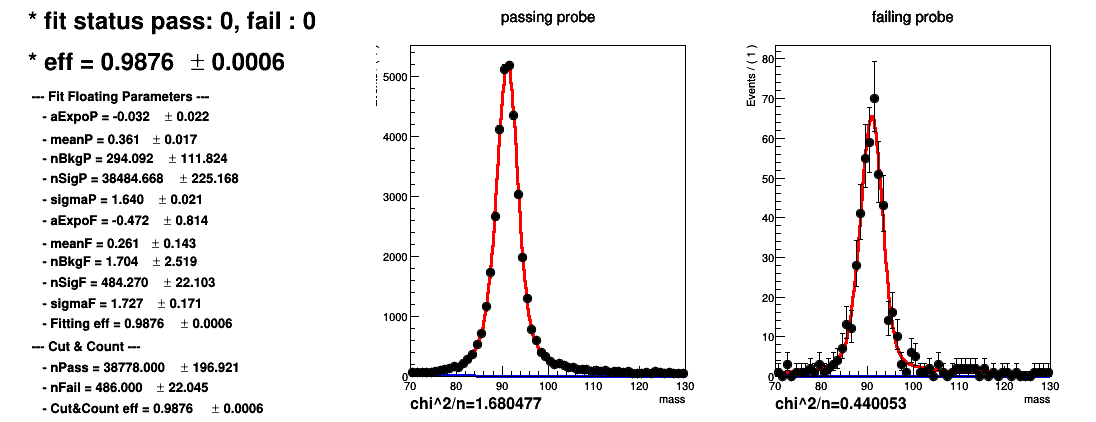 * fit status pass: 0, fail : 0
* eff = 0.9876 ± 0.0006
--- Fit Floating Parameters ---
- aExpoP = -0.032 ± 0.022
- meanP = 0.361 ± 0.017
- nBkgP = 294.092 ± 111.824
- nSigP = 38484.668 ± 225.168
- sigmaP = 1.640 ± 0.021
- aExpoF = -0.472 ± 0.814
- meanF = 0.261 ± 0.143
- nBkgF = 1.704 ± 2.519
- nSigF = 484.270 ± 22.103
- sigmaF = 1.727 ± 0.171
- Fitting eff = 0.9876 ± 0.0006
--- Cut & Count ---
- nPass = 38778.000 ± 196.921
- nFail = 486.000 ± 22.045
- Cut&Count eff = 0.9876 ± 0.0006
passing probe
5000
4000
3000
2000
1000
0
70 80 90 100 110 120 130
mass
chi^2/n=1.680477
failing probe
Events / ( 1 )
80
70
60
50
40
30
20
10
0
70 80 90 100 110 120 130
mass
chi^2/n=0.440053